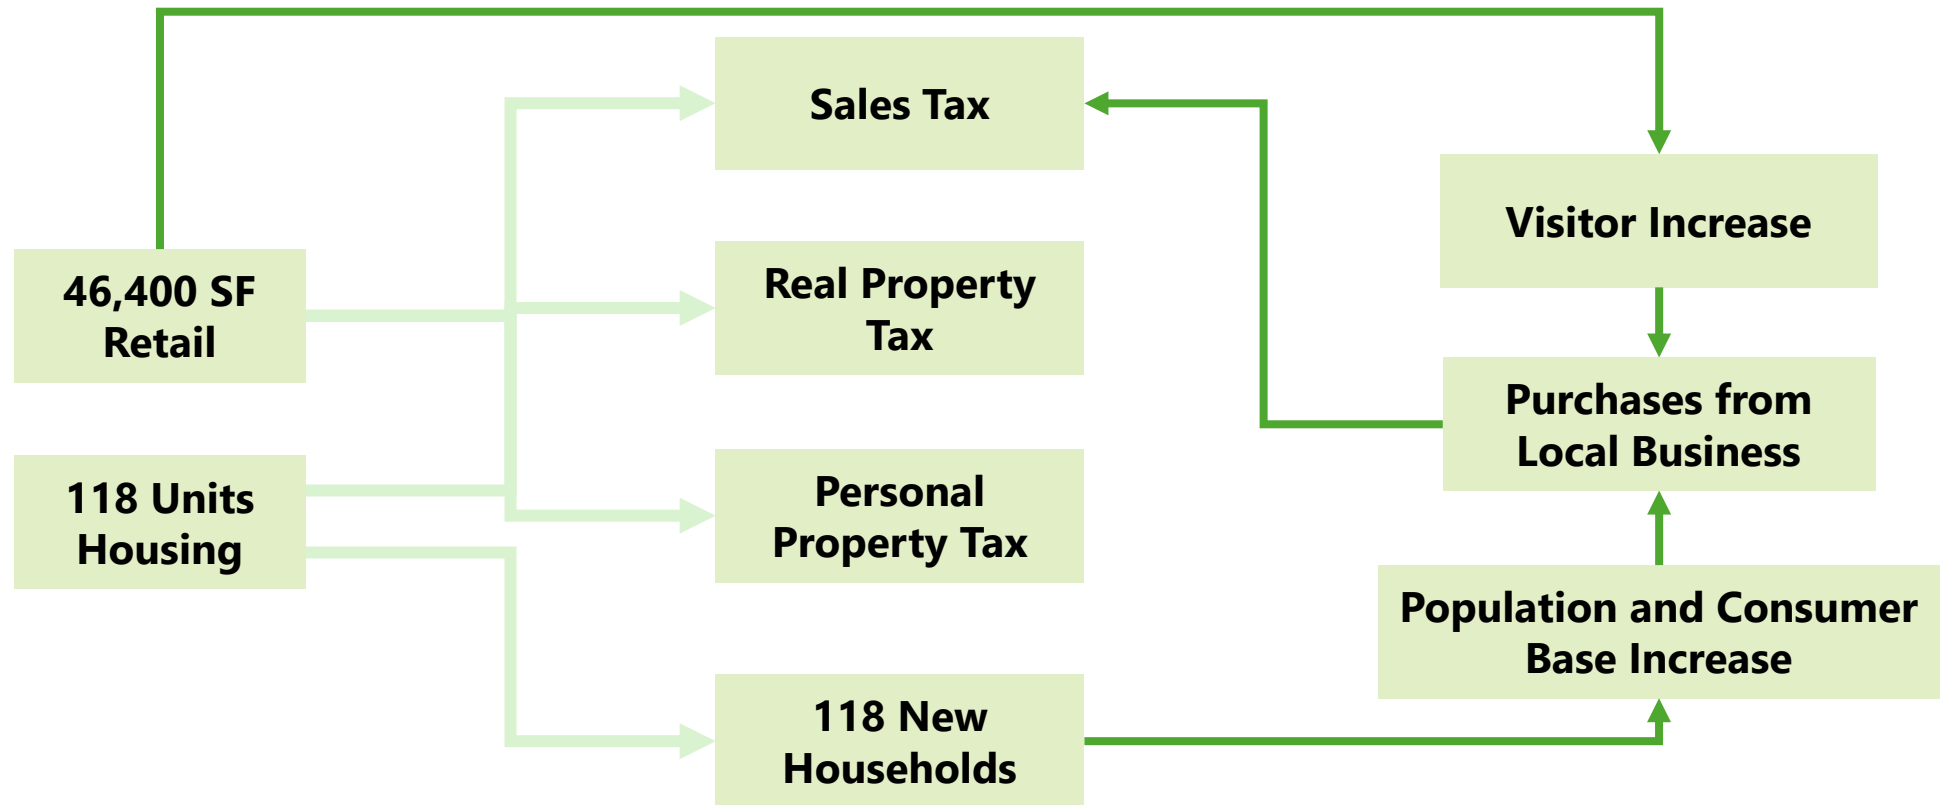 Sales Tax
Visitor Increase
46,400 SF
Retail
Real Property
Tax
Purchases from
Local Business
118 Units
Housing
Personal
Property Tax
Population and Consumer
Base Increase
118 New
Households